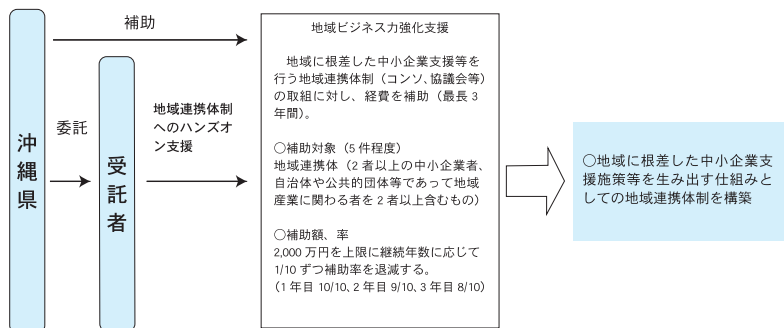 補助
沖縄県
委託
受託者
地域連携体制
へのハンズオ
ン支援
地域ビジネス力強化支援
地域に根差した中小企業支援等を
行う地域連携体制（コンソ、協議会等）
の取組に対し、経費を補助（最長３
年間）。
○補助対象（５件程度）
地域連携体（２者以上の中小企業者、
自治体や公共的団体等であって地域
産業に関わる者を２者以上含むもの）
○補助額、率
2,000 万円を上限に継続年数に応じて
1/10 ずつ補助率を逓減する。
（１年目 10/10、２年目 9/10、３年目 8/10）
○地域に根差した中小企業支
援施策等を生み出す仕組みと
しての地域連携体制を構築